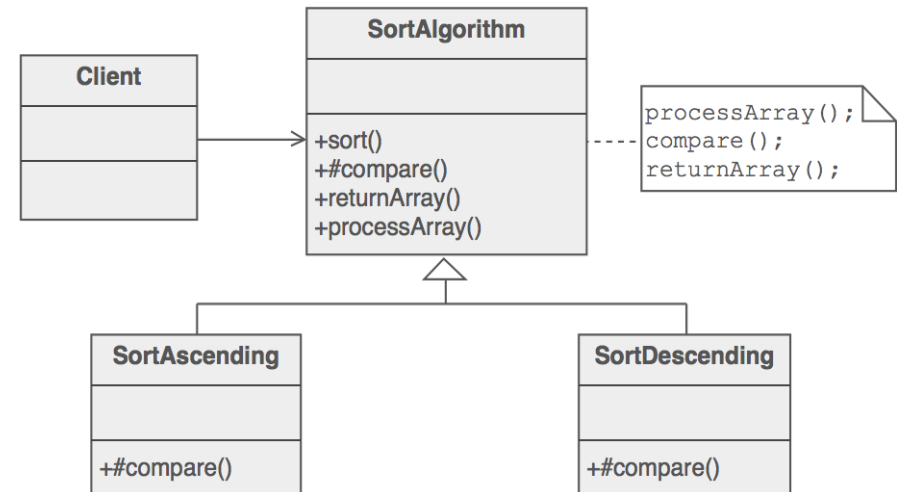 Client
SortAlgorithm
+sort()
+#compare()
+returnArray()
+processArray()
processArray();
compare();
returnArray();
SortAscending
+#compare()
SortDescending
+#compare()